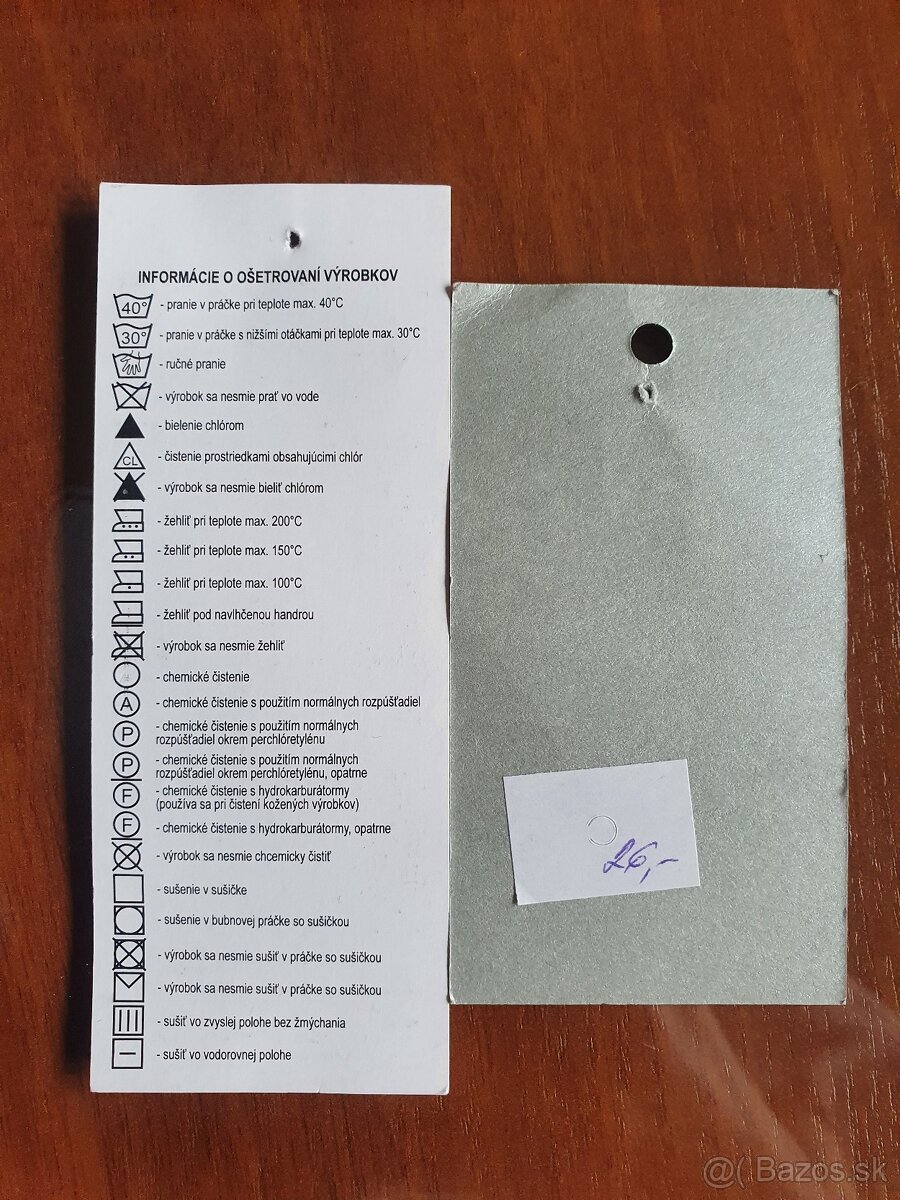 INFORMÁCIE O OŠETROVANÍ VÝROBKOV
40° - pranie v práčke pri teplote max. 40°C
30° - pranie v práčke s nižšími otáčkami pri teplote max. 30°C
- ručné pranie
- výrobok sa nesmie prať vo vode
- bielenie chlórom
CL - čistenie prostriedkami obsahujúcimi chlór
- výrobok sa nesmie bieliť chlórom
- žehliť pri teplote max. 200°C
- žehliť pri teplote max. 150°C
- žehliť pri teplote max. 100°C
- žehliť pod navlhčenou handrou
- výrobok sa nesmie žehliť
- chemické čistenie
A - chemické čistenie s použitím normálnych rozpúšťadiel
P - chemické čistenie s použitím normálnych
rozpúšťadiel okrem perchlóretylénu
P - chemické čistenie s použitím normálnych
rozpúšťadiel okrem perchlóretylénu, opatrne
F - chemické čistenie s hydrokarburátormy
(používa sa pri čistení kožených výrobkov)
F - chemické čistenie s hydrokarburátormy, opatrne
- výrobok sa nesmie chcemicky čistiť
- sušenie v sušičke
- sušenie v bubnovej práčke so sušičkou
- výrobok sa nesmie sušiť v práčke so sušičkou
- výrobok sa nesmie sušiť v práčke so sušičkou
- sušiť vo zvyslej polohe bez žmýchania
- sušiť vo vodorovnej polohe
26,-
@( Bazos.sk